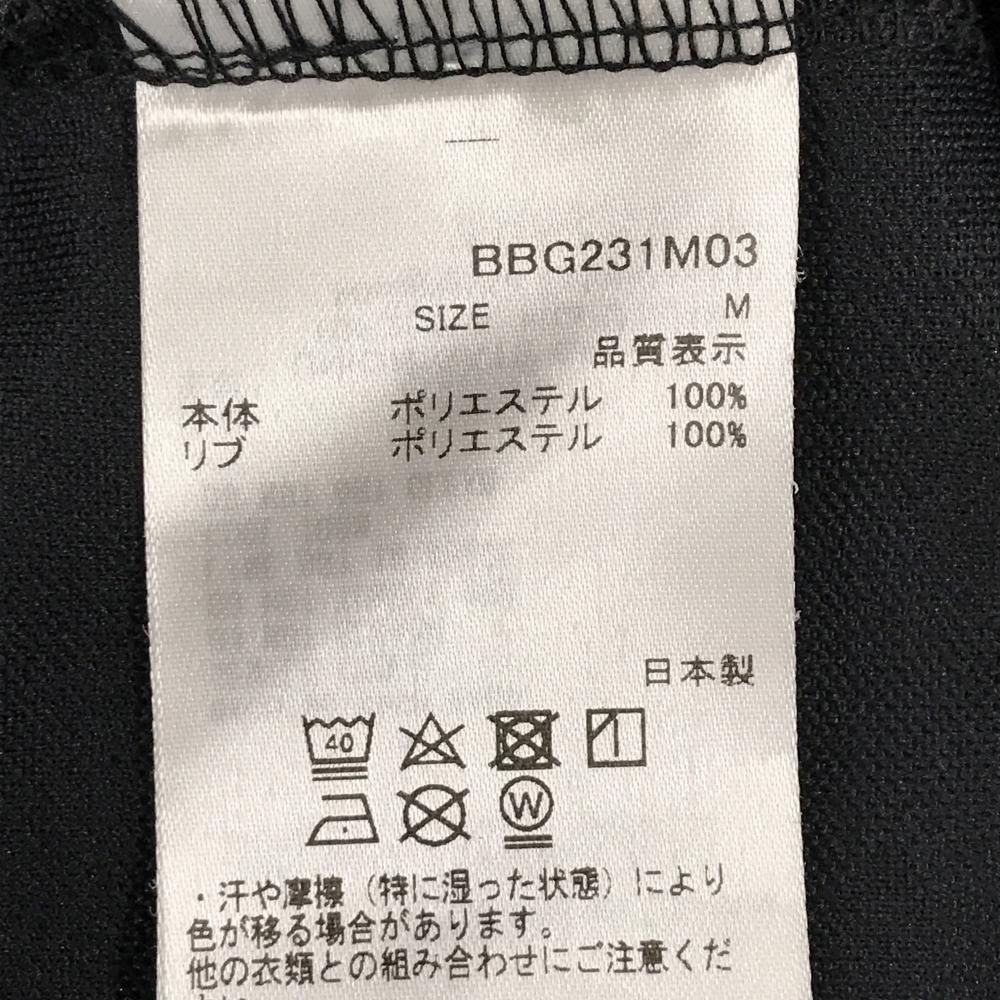 BBG231M03
SIZE M
品質表示
本体 ポリエステル 100%
リブ ポリエステル 100%
日本製
40
W
・汗や摩擦（特に湿った状態）により
色が移る場合があります。
他の衣類との組み合わせにご注意くだ